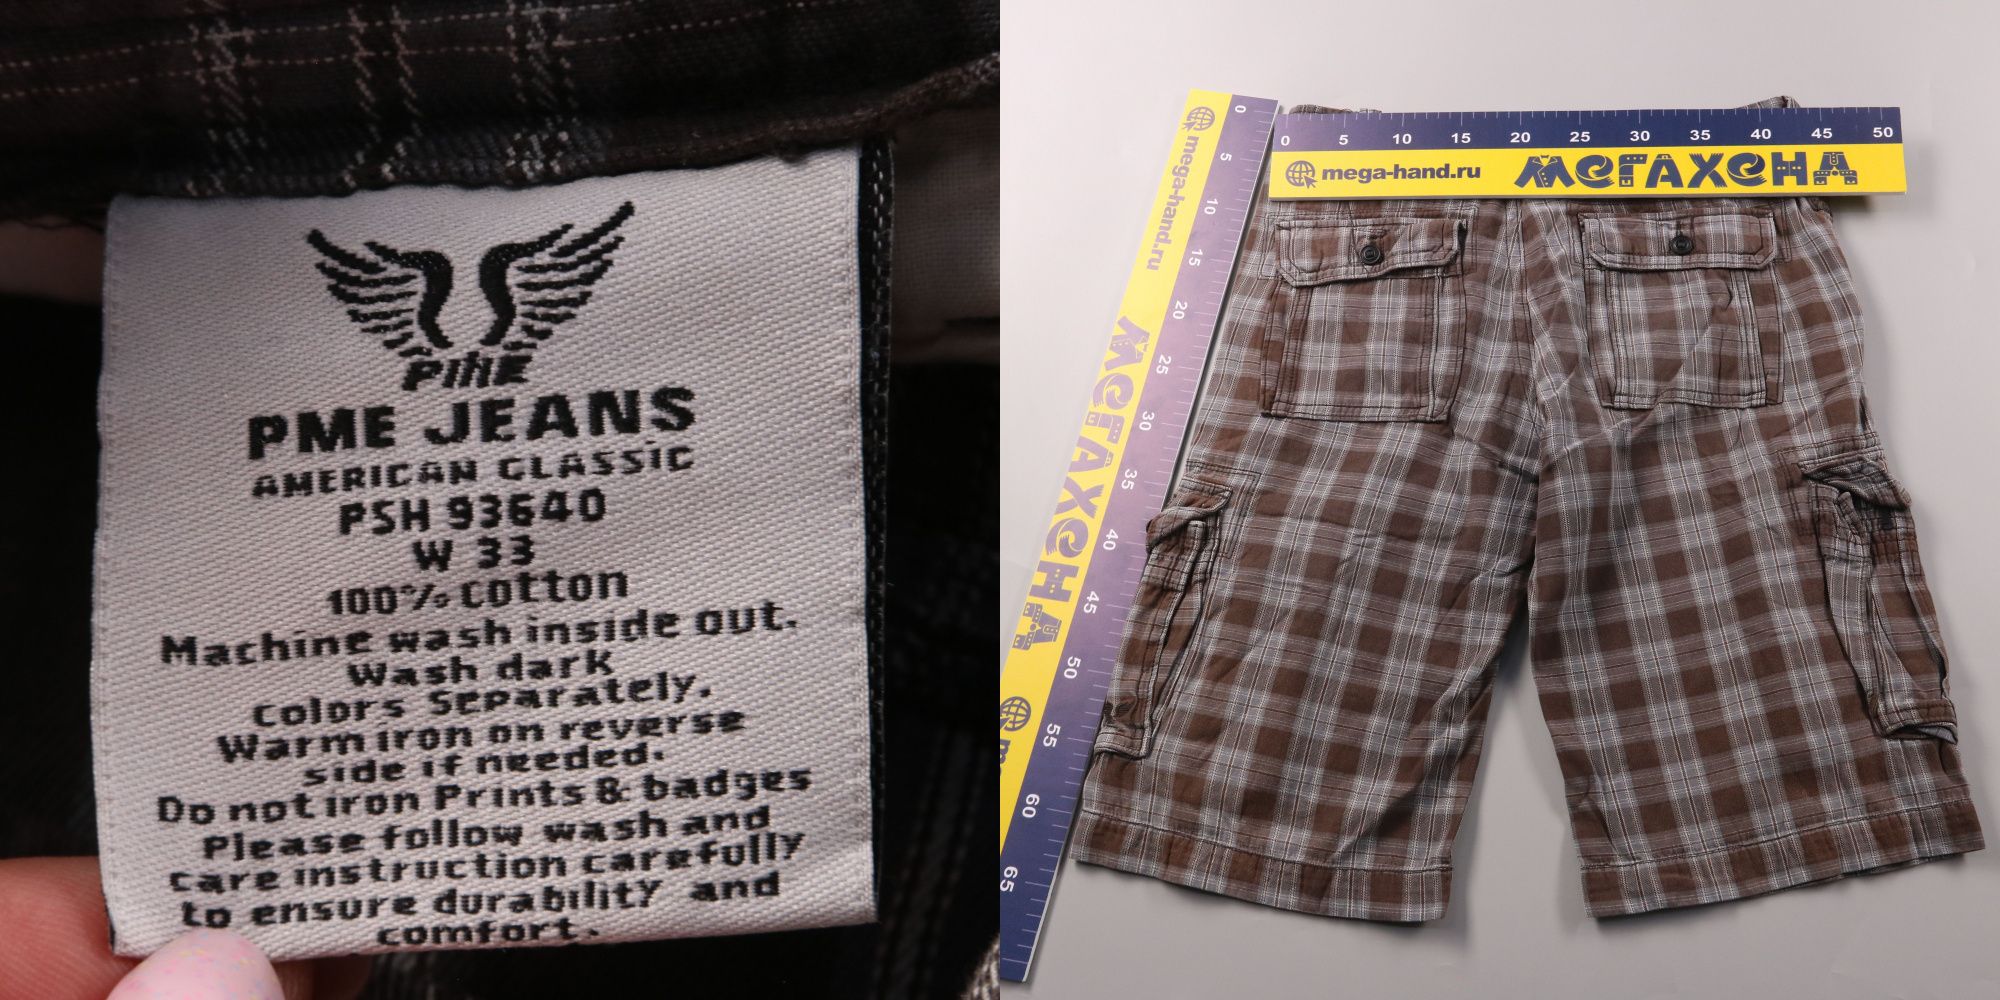 PME
PME JEANS
AMERICAN CLASSIC
PSH 93640
W 33
100% cotton
Machine wash inside out.
Wash dark
Colors Separately.
Warm iron on reverse
side if needed.
Do not iron Prints & badges
Please follow wash and
care instruction carefully
to ensure durability and
comfort.
0 5 10 15 20 25 30 35 40 45 50
mega-hand.ru МЕГАХЕНД
0 5 10 15 20 25 30 35 40 45 50 55 60 65
mega-hand.ru МЕГАХЕНД